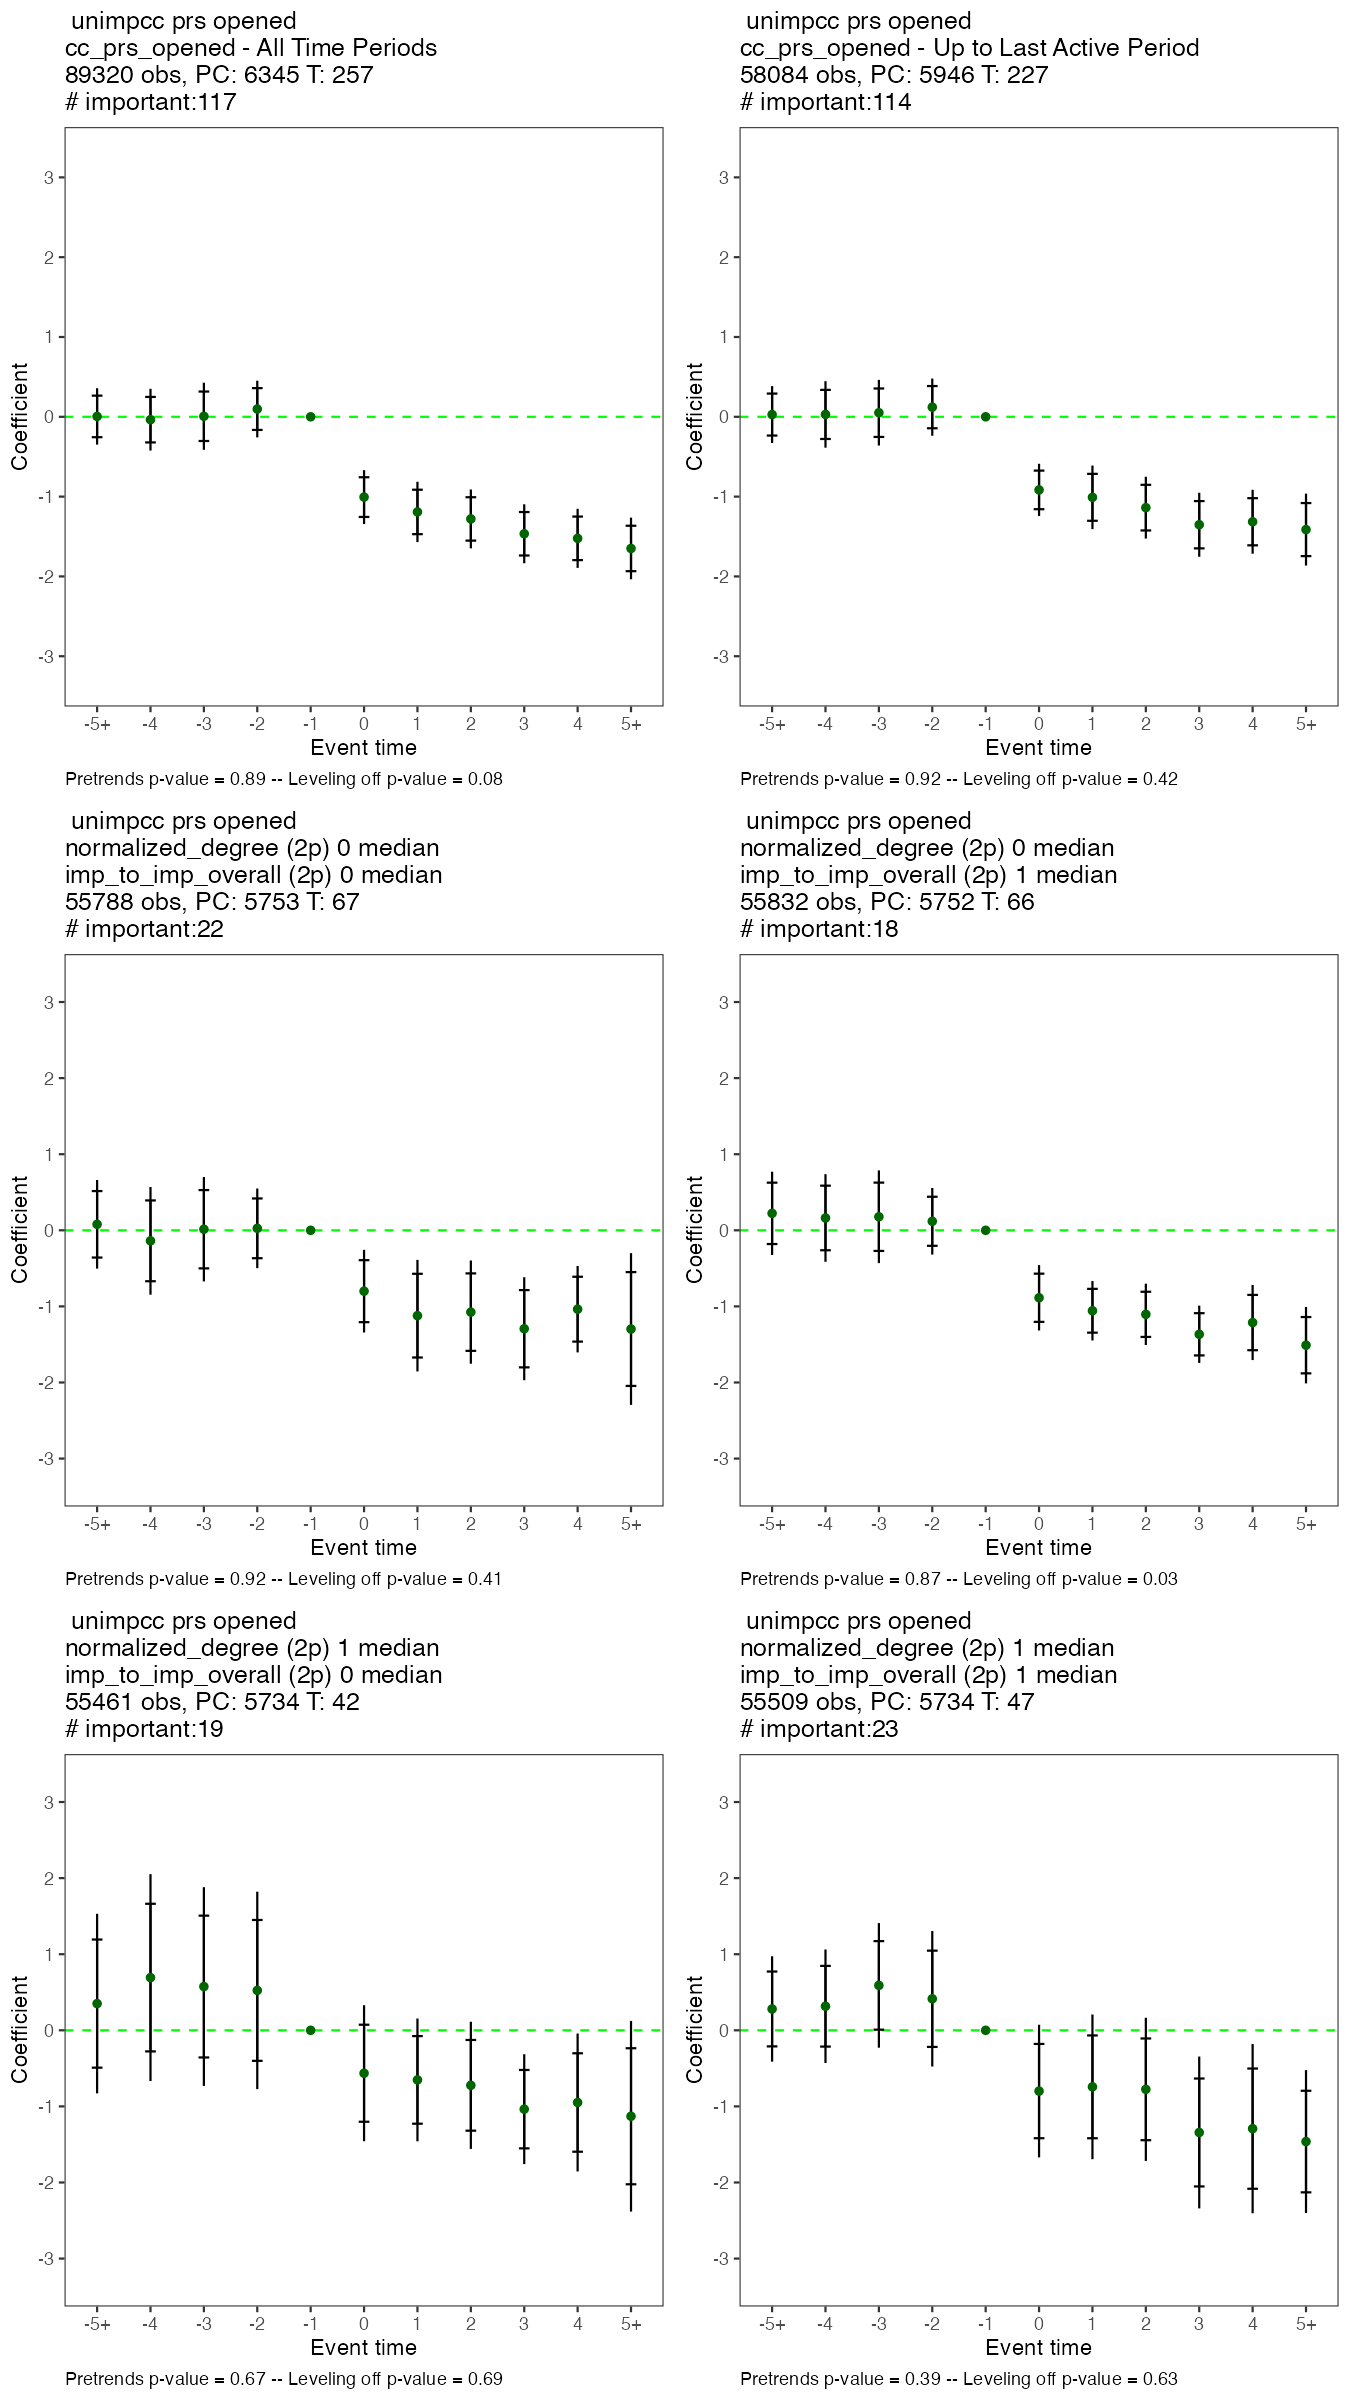 unimpcc prs opened
cc_prs_opened - All Time Periods
89320 obs, PC: 6345 T: 257
# important:117
3
2
1
0
-1
-2
-3
Coefficient
-5+ -4 -3 -2 -1 0 1 2 3 4 5+
Event time
Pretrends p-value = 0.89 -- Leveling off p-value = 0.08
unimpcc prs opened
cc_prs_opened - Up to Last Active Period
58084 obs, PC: 5946 T: 227
# important:114
3
2
1
0
-1
-2
-3
Coefficient
-5+ -4 -3 -2 -1 0 1 2 3 4 5+
Event time
Pretrends p-value = 0.92 -- Leveling off p-value = 0.42
unimpcc prs opened
normalized_degree (2p) 0 median
imp_to_imp_overall (2p) 0 median
55788 obs, PC: 5753 T: 67
# important:22
3
2
1
0
-1
-2
-3
Coefficient
-5+ -4 -3 -2 -1 0 1 2 3 4 5+
Event time
Pretrends p-value = 0.92 -- Leveling off p-value = 0.41
unimpcc prs opened
normalized_degree (2p) 0 median
imp_to_imp_overall (2p) 1 median
55832 obs, PC: 5752 T: 66
# important:18
3
2
1
0
-1
-2
-3
Coefficient
-5+ -4 -3 -2 -1 0 1 2 3 4 5+
Event time
Pretrends p-value = 0.87 -- Leveling off p-value = 0.03
unimpcc prs opened
normalized_degree (2p) 1 median
imp_to_imp_overall (2p) 0 median
55461 obs, PC: 5734 T: 42
# important:19
3
2
1
0
-1
-2
-3
Coefficient
-5+ -4 -3 -2 -1 0 1 2 3 4 5+
Event time
Pretrends p-value = 0.67 -- Leveling off p-value = 0.69
unimpcc prs opened
normalized_degree (2p) 1 median
imp_to_imp_overall (2p) 1 median
55509 obs, PC: 5734 T: 47
# important:23
3
2
1
0
-1
-2
-3
Coefficient
-5+ -4 -3 -2 -1 0 1 2 3 4 5+
Event time
Pretrends p-value = 0.39 -- Leveling off p-value = 0.63